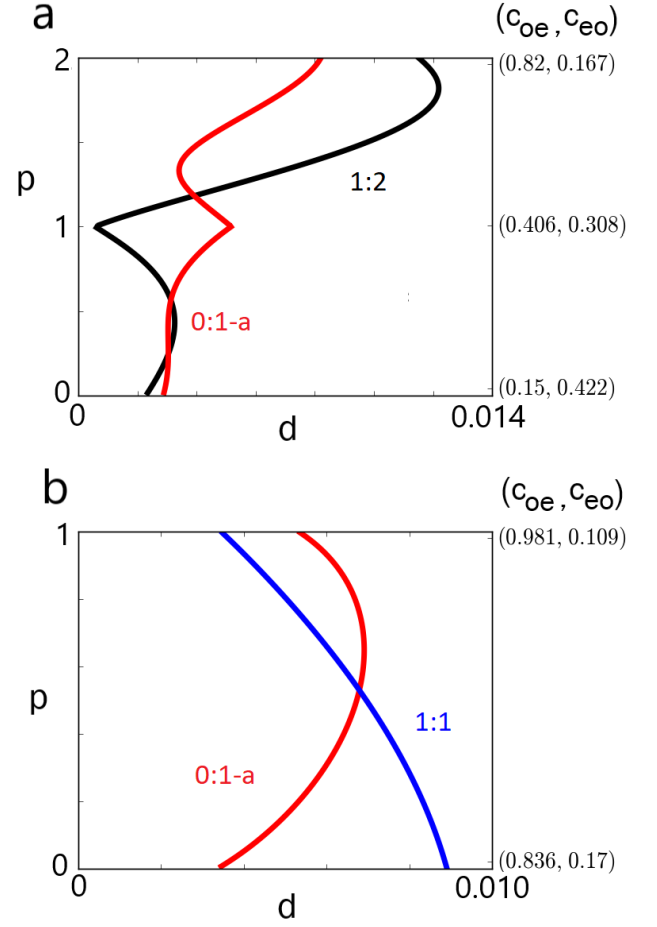 a
(c_oe, c_eo)
2
(0.82, 0.167)
p
1:2
1
(0.406, 0.308)
0:1-a
0
(0.15, 0.422)
0
d
0.014
b
(c_oe, c_eo)
1
(0.981, 0.109)
p
1:1
0:1-a
0
(0.836, 0.17)
0
d
0.010